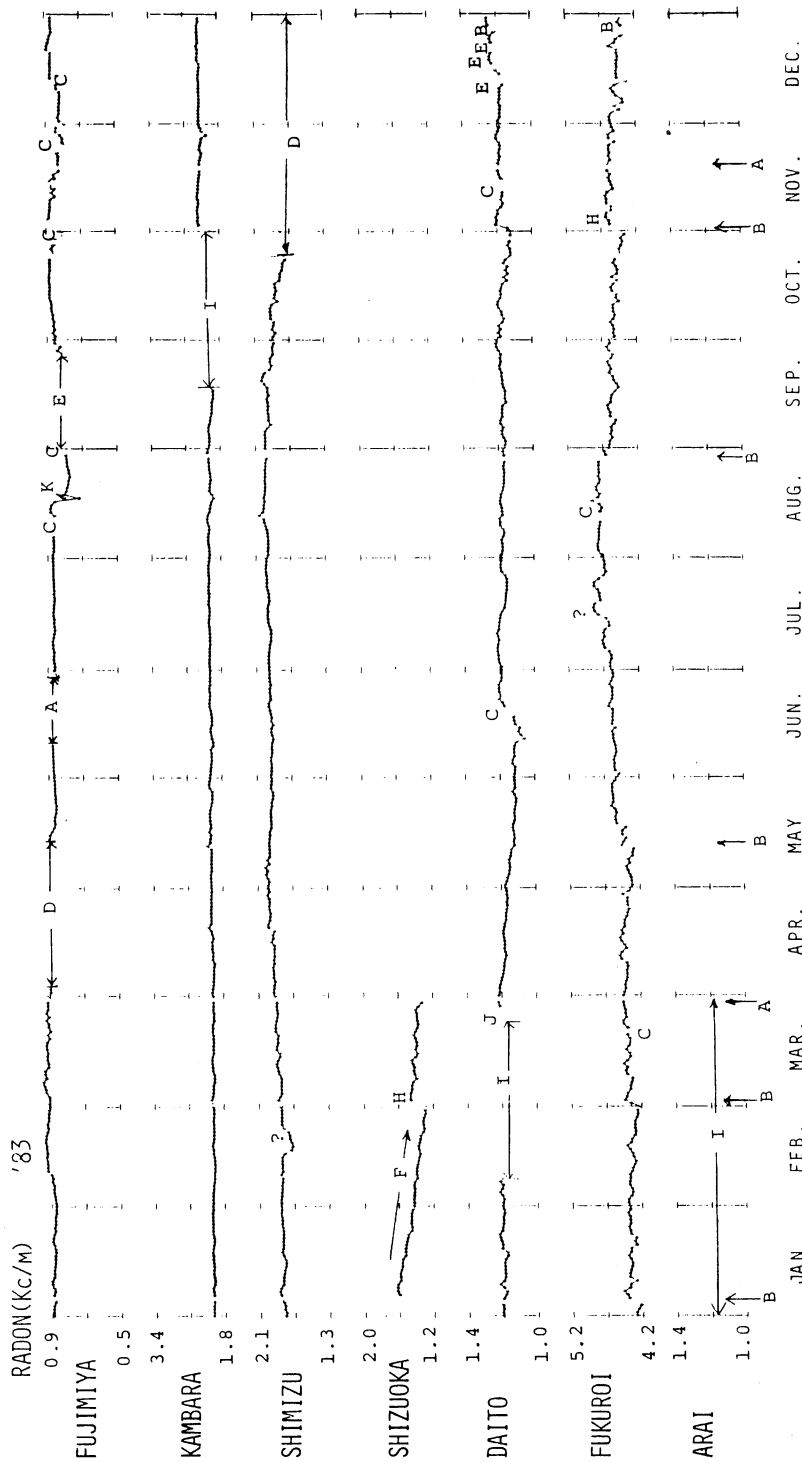 RADON(Kc/M) '83
0.9
0.5
FUJIMIYA
D
A
C
K
C
E
C
C
C
3.4
1.8
KAMBARA
I
2.1
1.3
SHIMIZU
?
D
2.0
1.2
SHIZUOKA
F
H
1.4
1.0
DAITO
I
J
C
C
E
E
E
B
5.2
4.2
FUKUROI
C
?
C
H
B
1.4
1.0
ARAI
B
I
B
A
B
B
B
A
JAN
FEB.
MAR.
APR.
MAY
JUN.
JUL.
AUG.
SEP.
OCT.
NOV.
DEC.